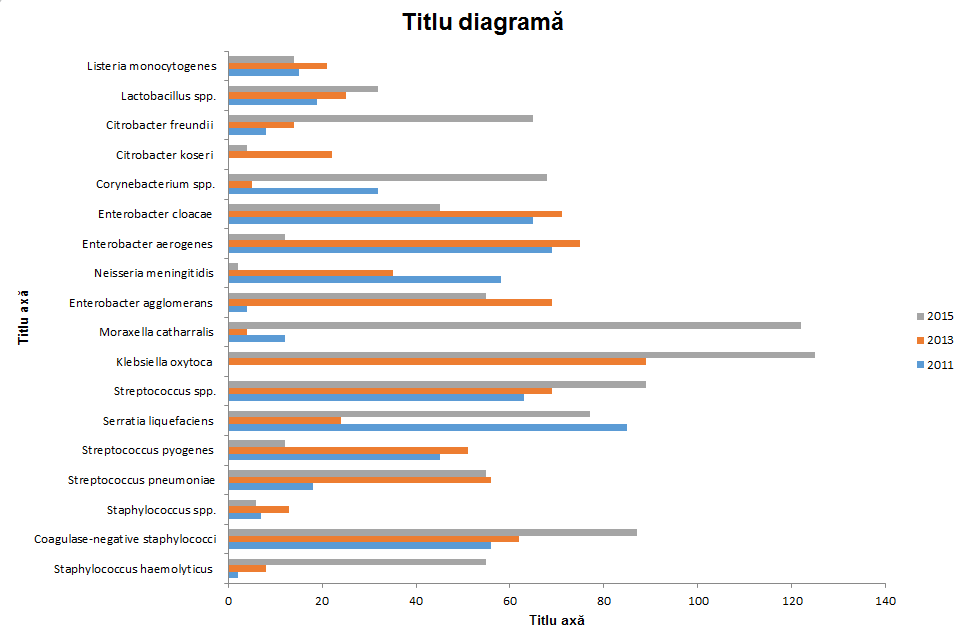 Titlu diagramă
Listeria monocytogenes
Lactobacillus spp.
Citrobacter freundii
Citrobacter koseri
Corynebacterium spp.
Enterobacter cloacae
Enterobacter aerogenes
Neisseria meningitidis
Enterobacter agglomerans
Moraxella catharralis
Klebsiella oxytoca
Streptococcus spp.
Serratia liquefaciens
Streptococcus pyogenes
Streptococcus pneumoniae
Staphylococcus spp.
Coagulase-negative staphylococci
Staphylococcus haemolyticus
Titlu axă
0 20 40 60 80 100 120 140
Titlu axă
2015
2013
2011